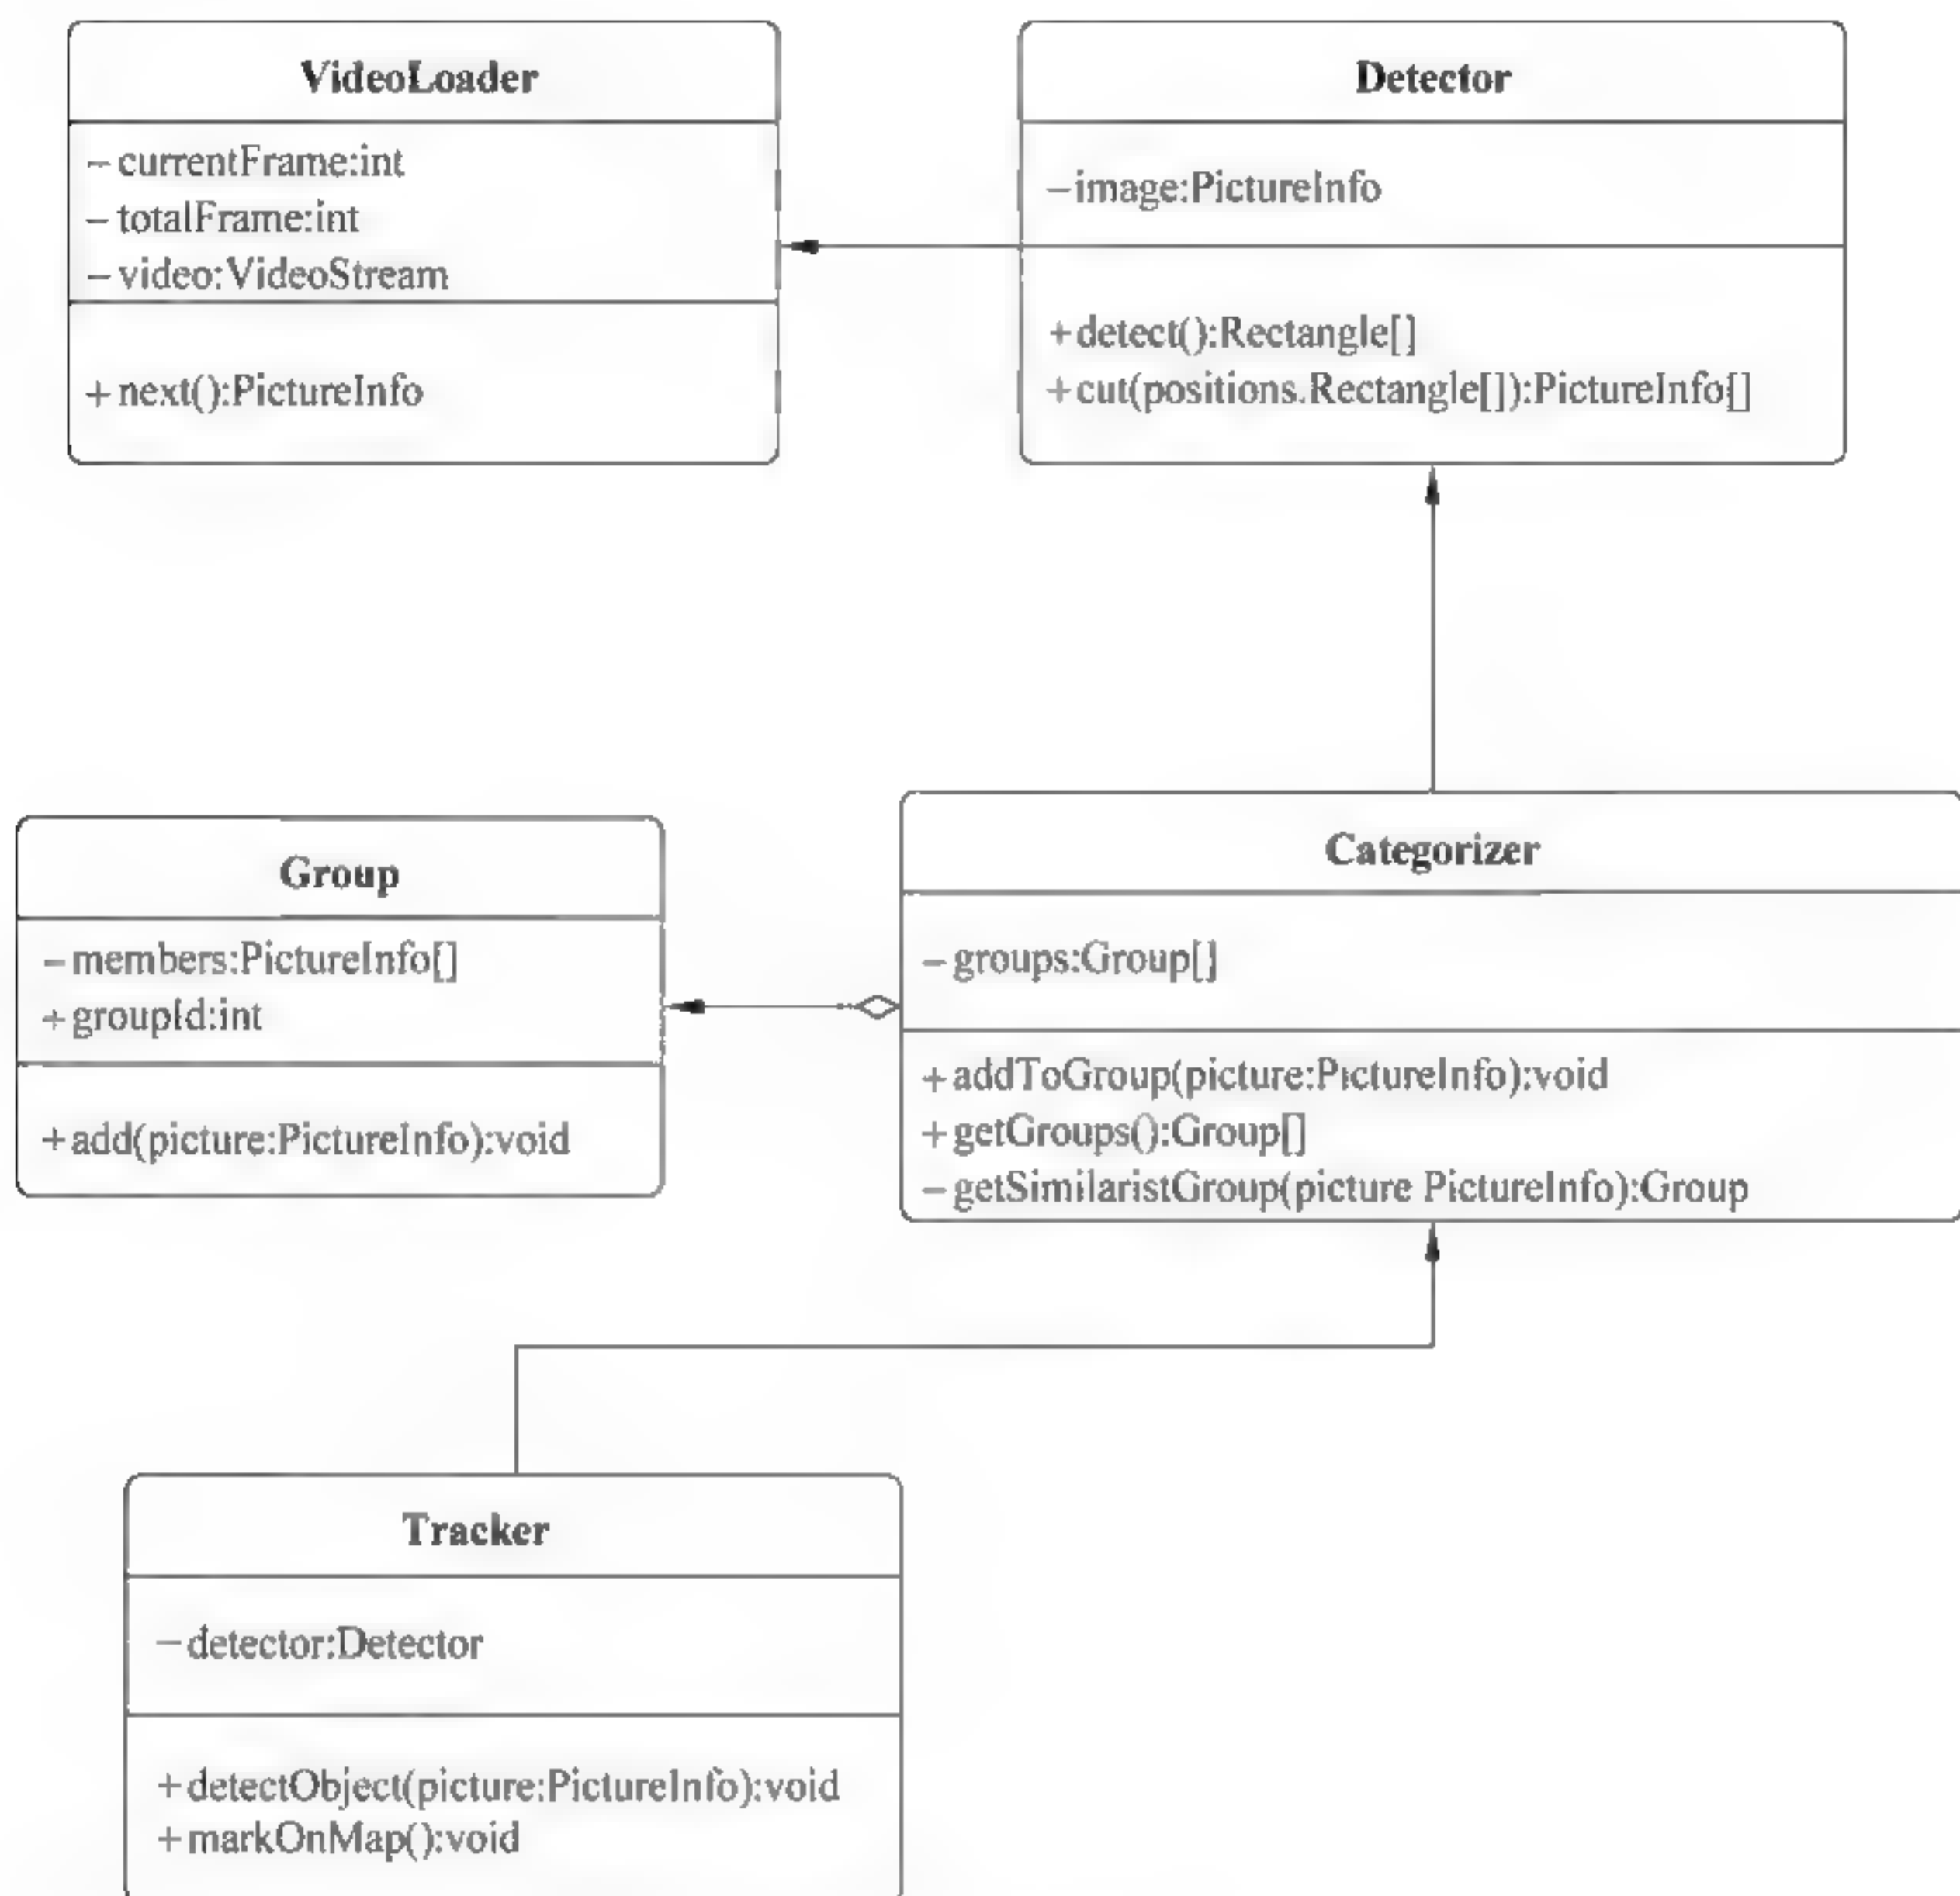 VideoLoader
– currentFrame:int
– totalFrame:int
– video:VideoStream
+ next():PictureInfo
Detector
–image:PictureInfo
+detect():Rectangle[]
+cut(positions.Rectangle[]):PictureInfo[]
Group
– members:PictureInfo[]
+ groupId:int
+add(picture:PictureInfo):void
Categorizer
– groups:Group[]
+ addToGroup(picture:PictureInfo):void
+ getGroups():Group[]
– getSimilaristGroup(picture PictureInfo):Group
Tracker
– detector:Detector
+detectObject(picture:PictureInfo):void
+markOnMap():void